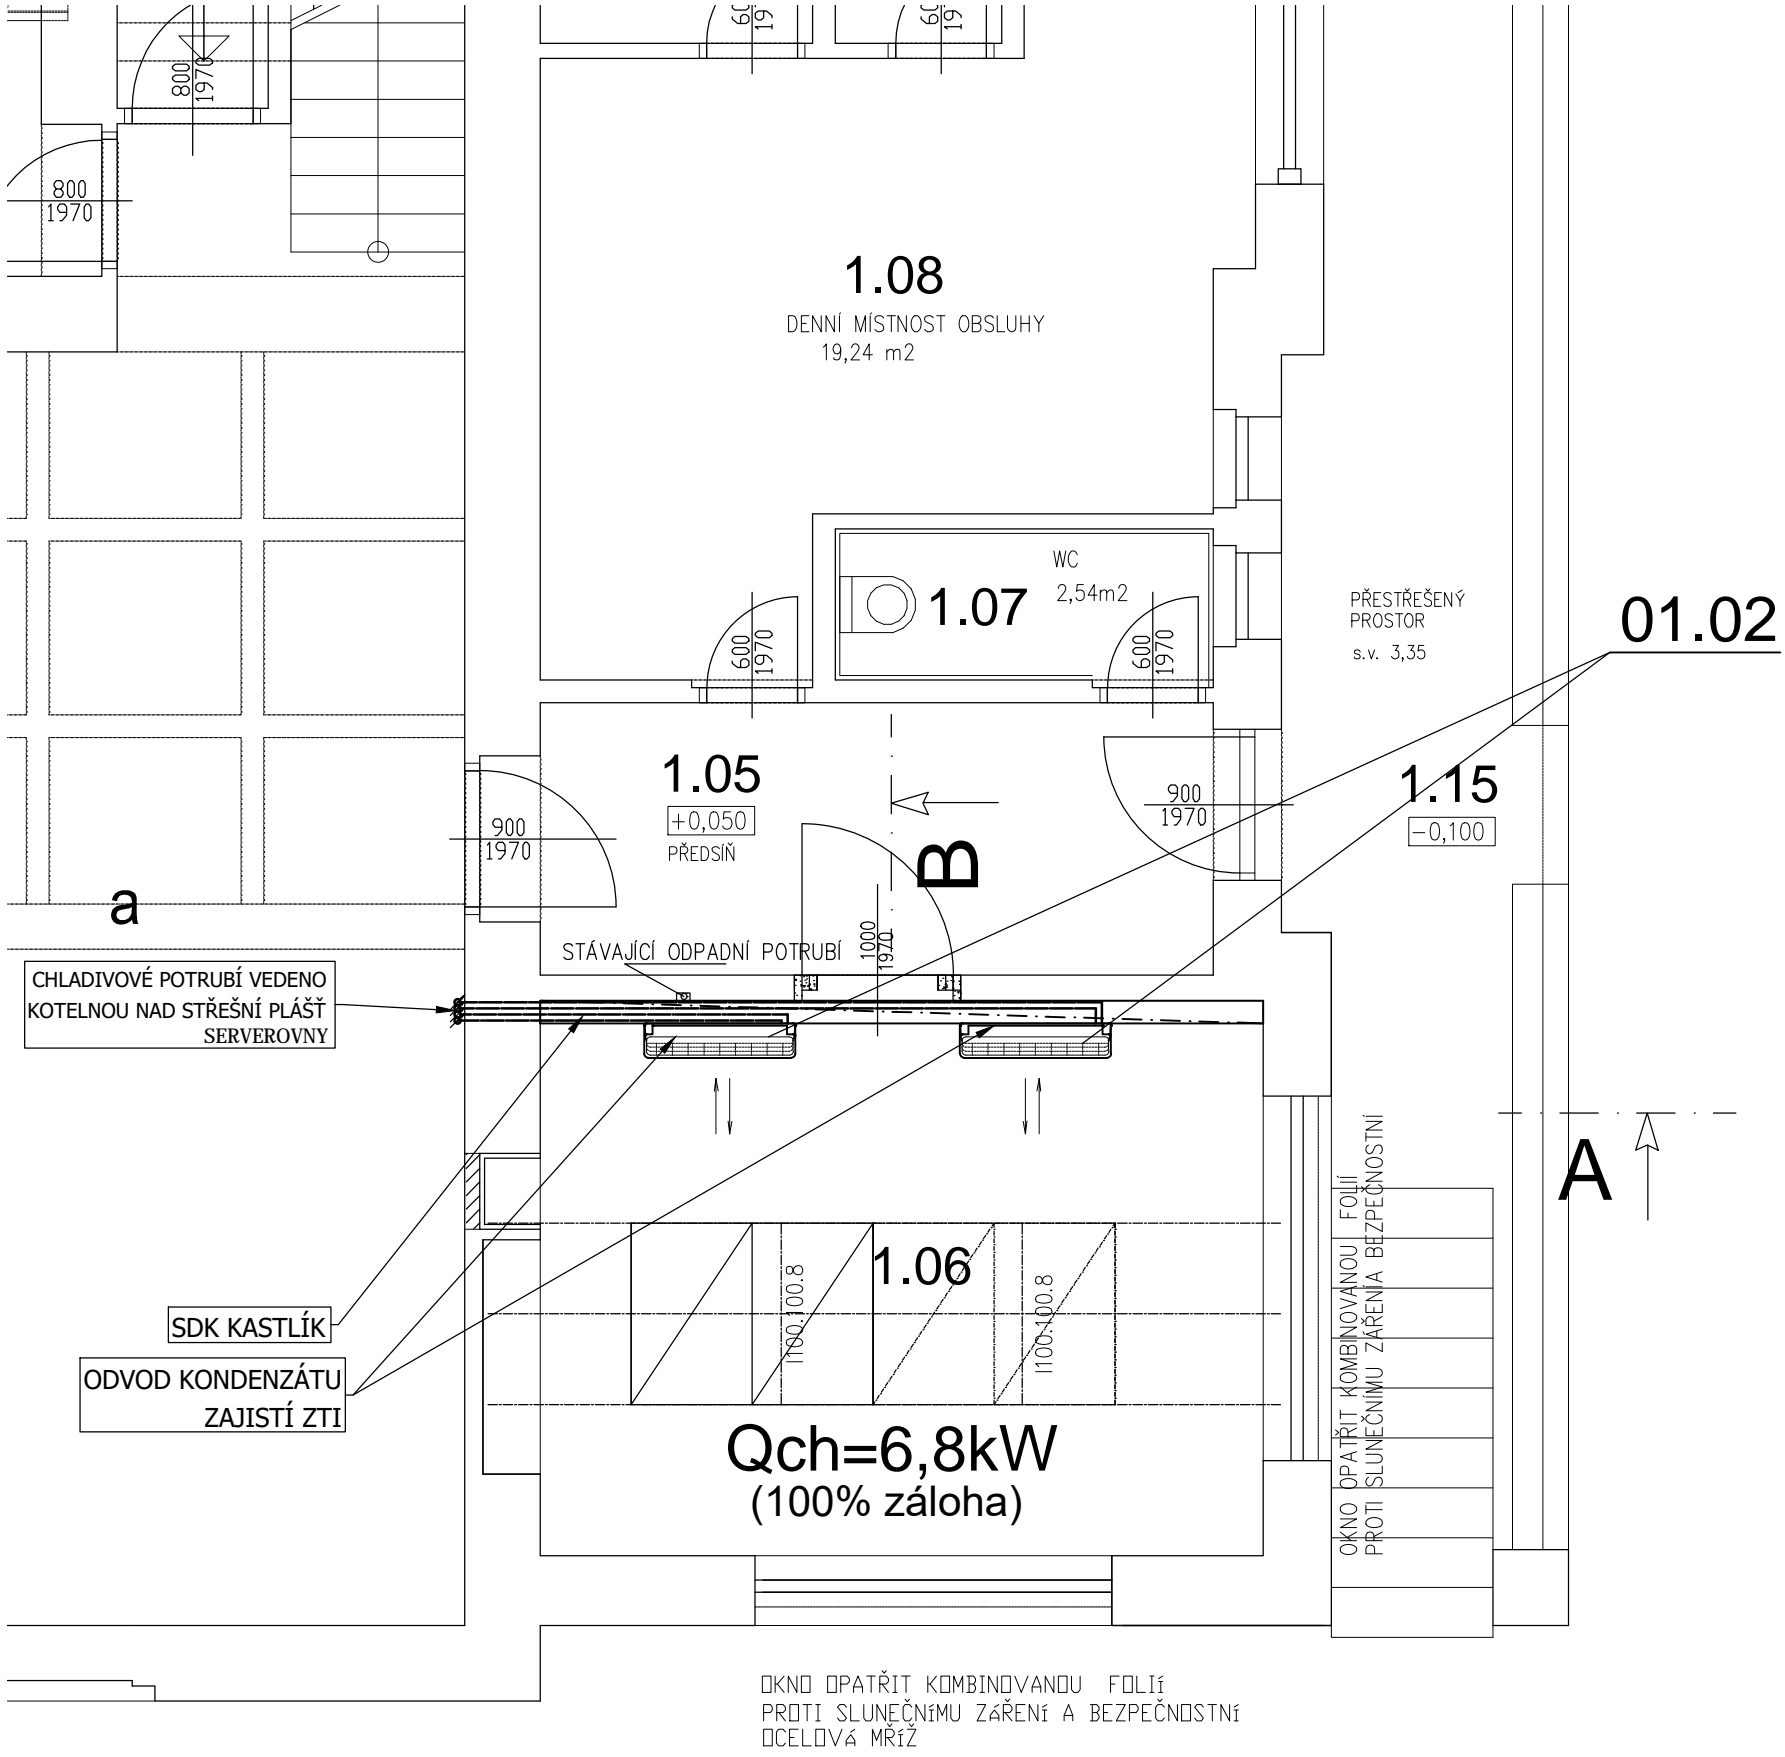 800
1970
800
1970
1.08
DENNÍ MÍSTNOST OBSLUHY
19,24 m2
WC
2,54m2
1.07
600
1970
600
1970
PŘESTŘEŠENÝ
PROSTOR
s.v. 3,35
01.02
1.05
+0,050
PŘEDSÍŇ
900
1970
B
900
1970
1.15
-0,100
a
STÁVAJÍCÍ ODPADNÍ POTRUBÍ
1000
1970
CHLADIVOVÉ POTRUBÍ VEDENO
KOTELNOU NAD STŘEŠNÍ PLÁŠŤ
SERVEROVNY
A
1.06
I100.100.8
I100.100.8
SDK KASTLÍK
ODVOD KONDENZÁTU
ZAJISTÍ ZTI
Qch=6,8kW
(100% záloha)
OKNO OPATŘIT KOMBINOVANOU FOLIÍ
PROTI SLUNEČNÍMU ZÁŘENÍA BEZPEČNOSTNÍ
OKNO OPATŘIT KOMBINOVANOU FOLIÍ
PROTI SLUNEČNÍMU ZÁŘENÍ A BEZPEČNOSTNÍ
OCELOVÁ MŘÍŽ